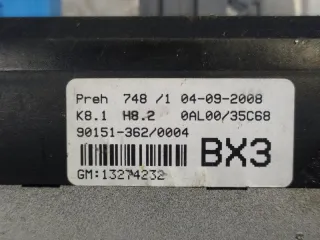 Preh 748 /1 04-09-2008
K8.1 H8.2 0AL00/35C68
90151-362/0004
BX3
GM:13274232